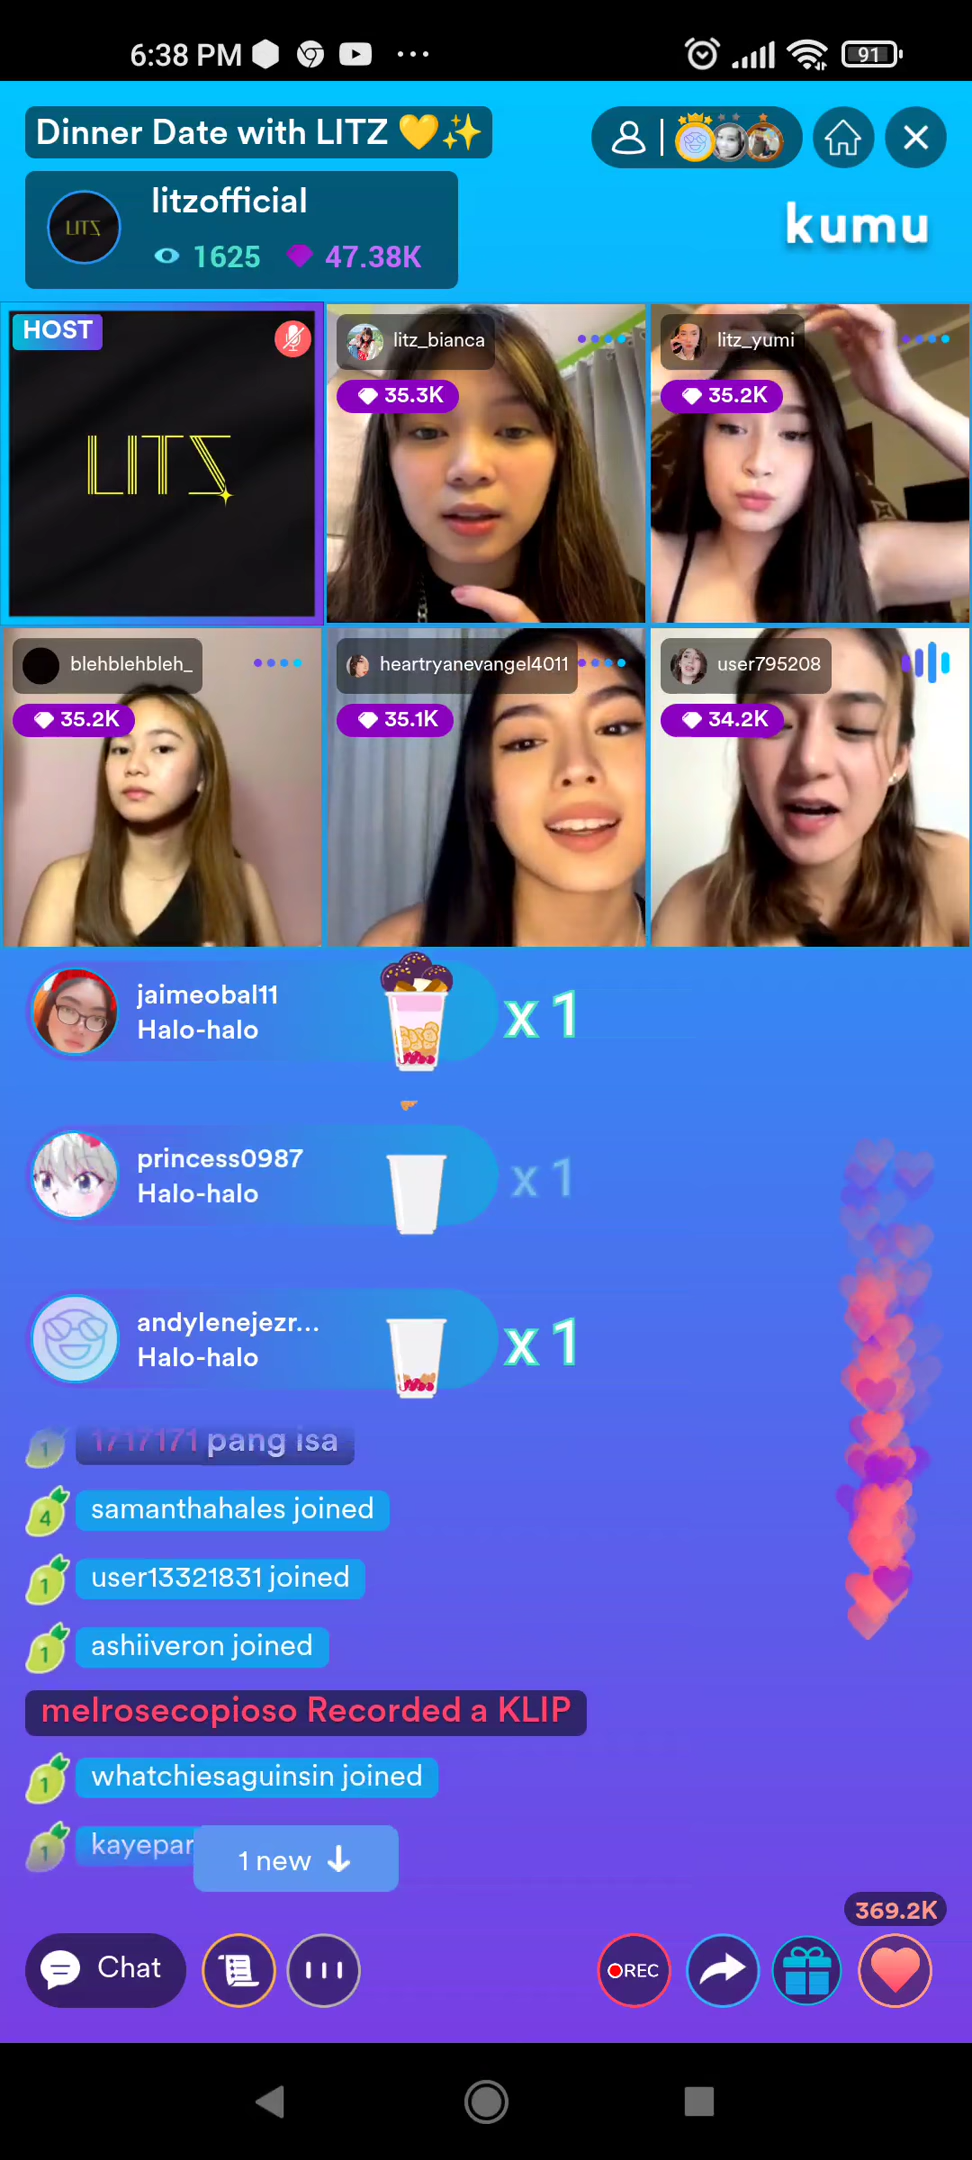 6:38 PM
91
Dinner Date with LITZ 💛✨
litzofficial
1625 47.38K
kumu
HOST
LITZ
litz_bianca
35.3K
litz_yumi
35.2K
blehblehbleh_
35.2K
heartryanevangel4011
35.1K
user795208
34.2K
jaimeobal11
Halo-halo
x 1
princess0987
Halo-halo
x 1
andylenejezr...
Halo-halo
x 1
1 1717171 pang isa
4 samanthahales joined
1 user13321831 joined
1 ashiiveron joined
melrosecopioso Recorded a KLIP
1 whatchiesaguinsin joined
1 kayepar
1 new ↓
369.2K
Chat
REC